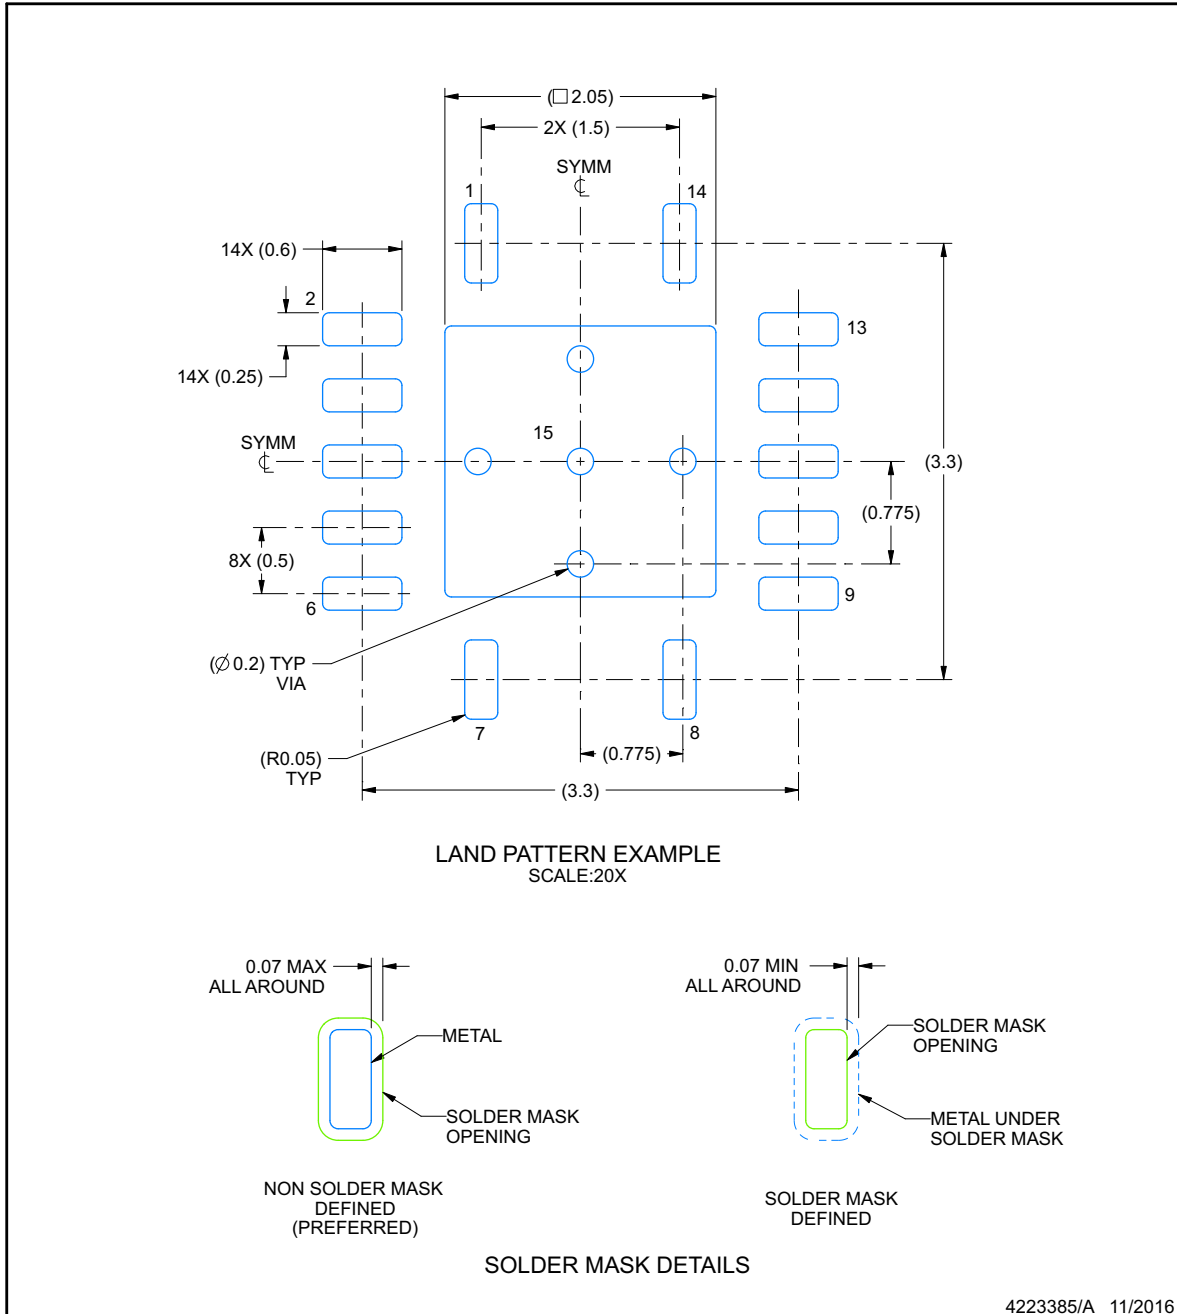 (□ 2.05)
2X (1.5)
SYMM
℄
1
14
14X (0.6)
2
13
14X (0.25)
15
SYMM
℄
(3.3)
(0.775)
8X (0.5)
6
9
(∅ 0.2) TYP
VIA
7
8
(R0.05)
TYP
(0.775)
(3.3)
LAND PATTERN EXAMPLE
SCALE:20X
0.07 MAX
ALL AROUND
METAL
SOLDER MASK
OPENING
NON SOLDER MASK
DEFINED
(PREFERRED)
0.07 MIN
ALL AROUND
SOLDER MASK
OPENING
METAL UNDER
SOLDER MASK
SOLDER MASK
DEFINED
SOLDER MASK DETAILS
4223385/A 11/2016